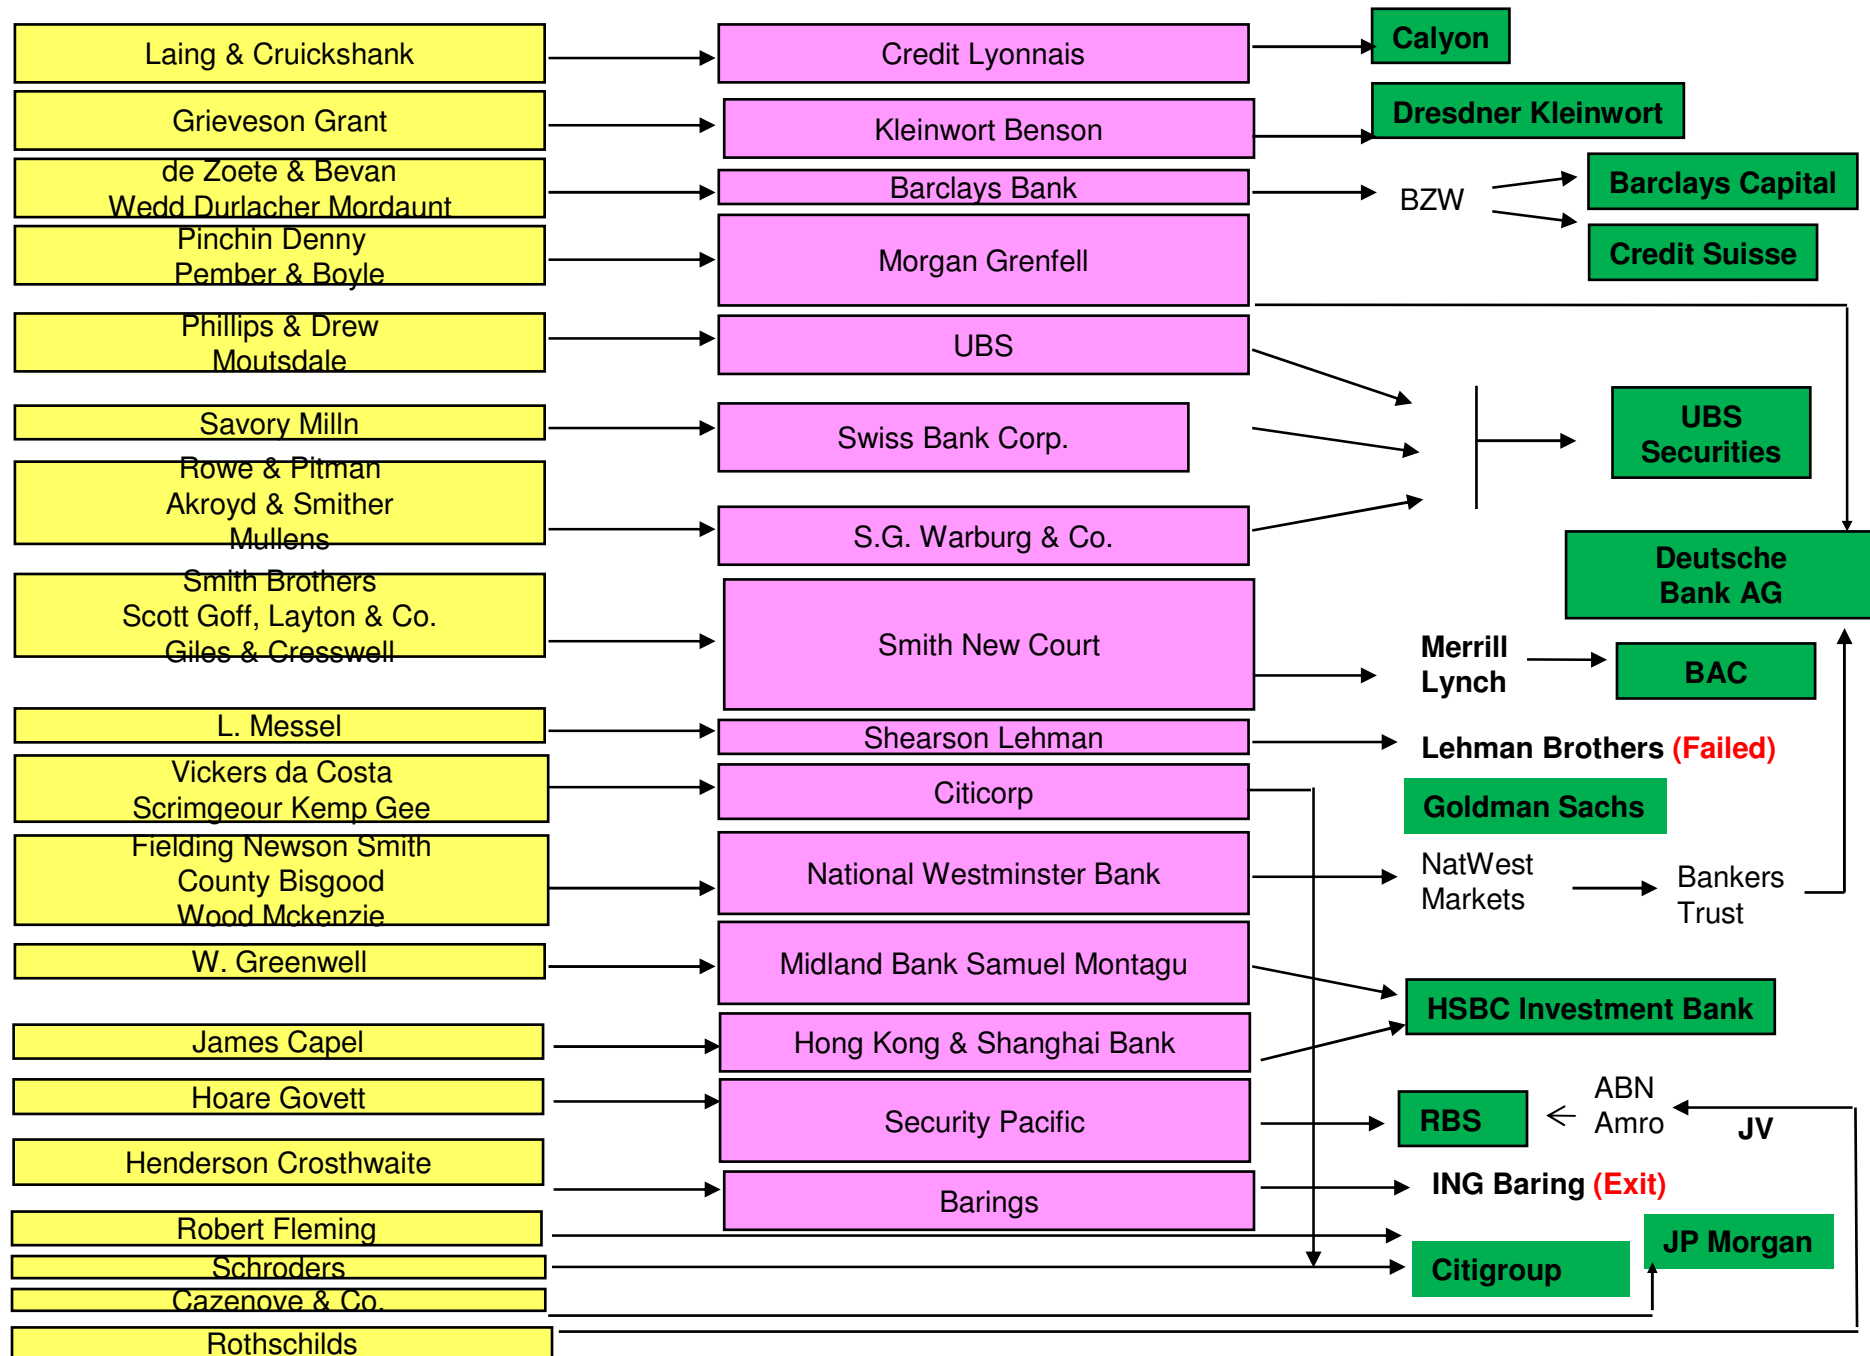 Laing & Cruickshank
Credit Lyonnais
Calyon
Grieveson Grant
Kleinwort Benson
Dresdner Kleinwort
de Zoete & Bevan
Wedd Durlacher Mordaunt
Barclays Bank
BZW
Barclays Capital
Credit Suisse
Pinchin Denny
Pember & Boyle
Morgan Grenfell
Phillips & Drew
Moutsdale
UBS
Savory Milln
Swiss Bank Corp.
UBS
Securities
Rowe & Pitman
Akroyd & Smither
Mullens
S.G. Warburg & Co.
Deutsche
Bank AG
Smith Brothers
Scott Goff, Layton & Co.
Giles & Cresswell
Smith New Court
Merrill
Lynch
BAC
L. Messel
Shearson Lehman
Lehman Brothers (Failed)
Vickers da Costa
Scrimgeour Kemp Gee
Citicorp
Goldman Sachs
Fielding Newson Smith
County Bisgood
Wood Mckenzie
National Westminster Bank
NatWest
Markets
Bankers
Trust
W. Greenwell
Midland Bank Samuel Montagu
HSBC Investment Bank
James Capel
Hong Kong & Shanghai Bank
Hoare Govett
Security Pacific
RBS
ABN
Amro
JV
Henderson Crosthwaite
Barings
ING Baring (Exit)
Robert Fleming
JP Morgan
Schroders
Citigroup
Cazenove & Co.
Rothschilds